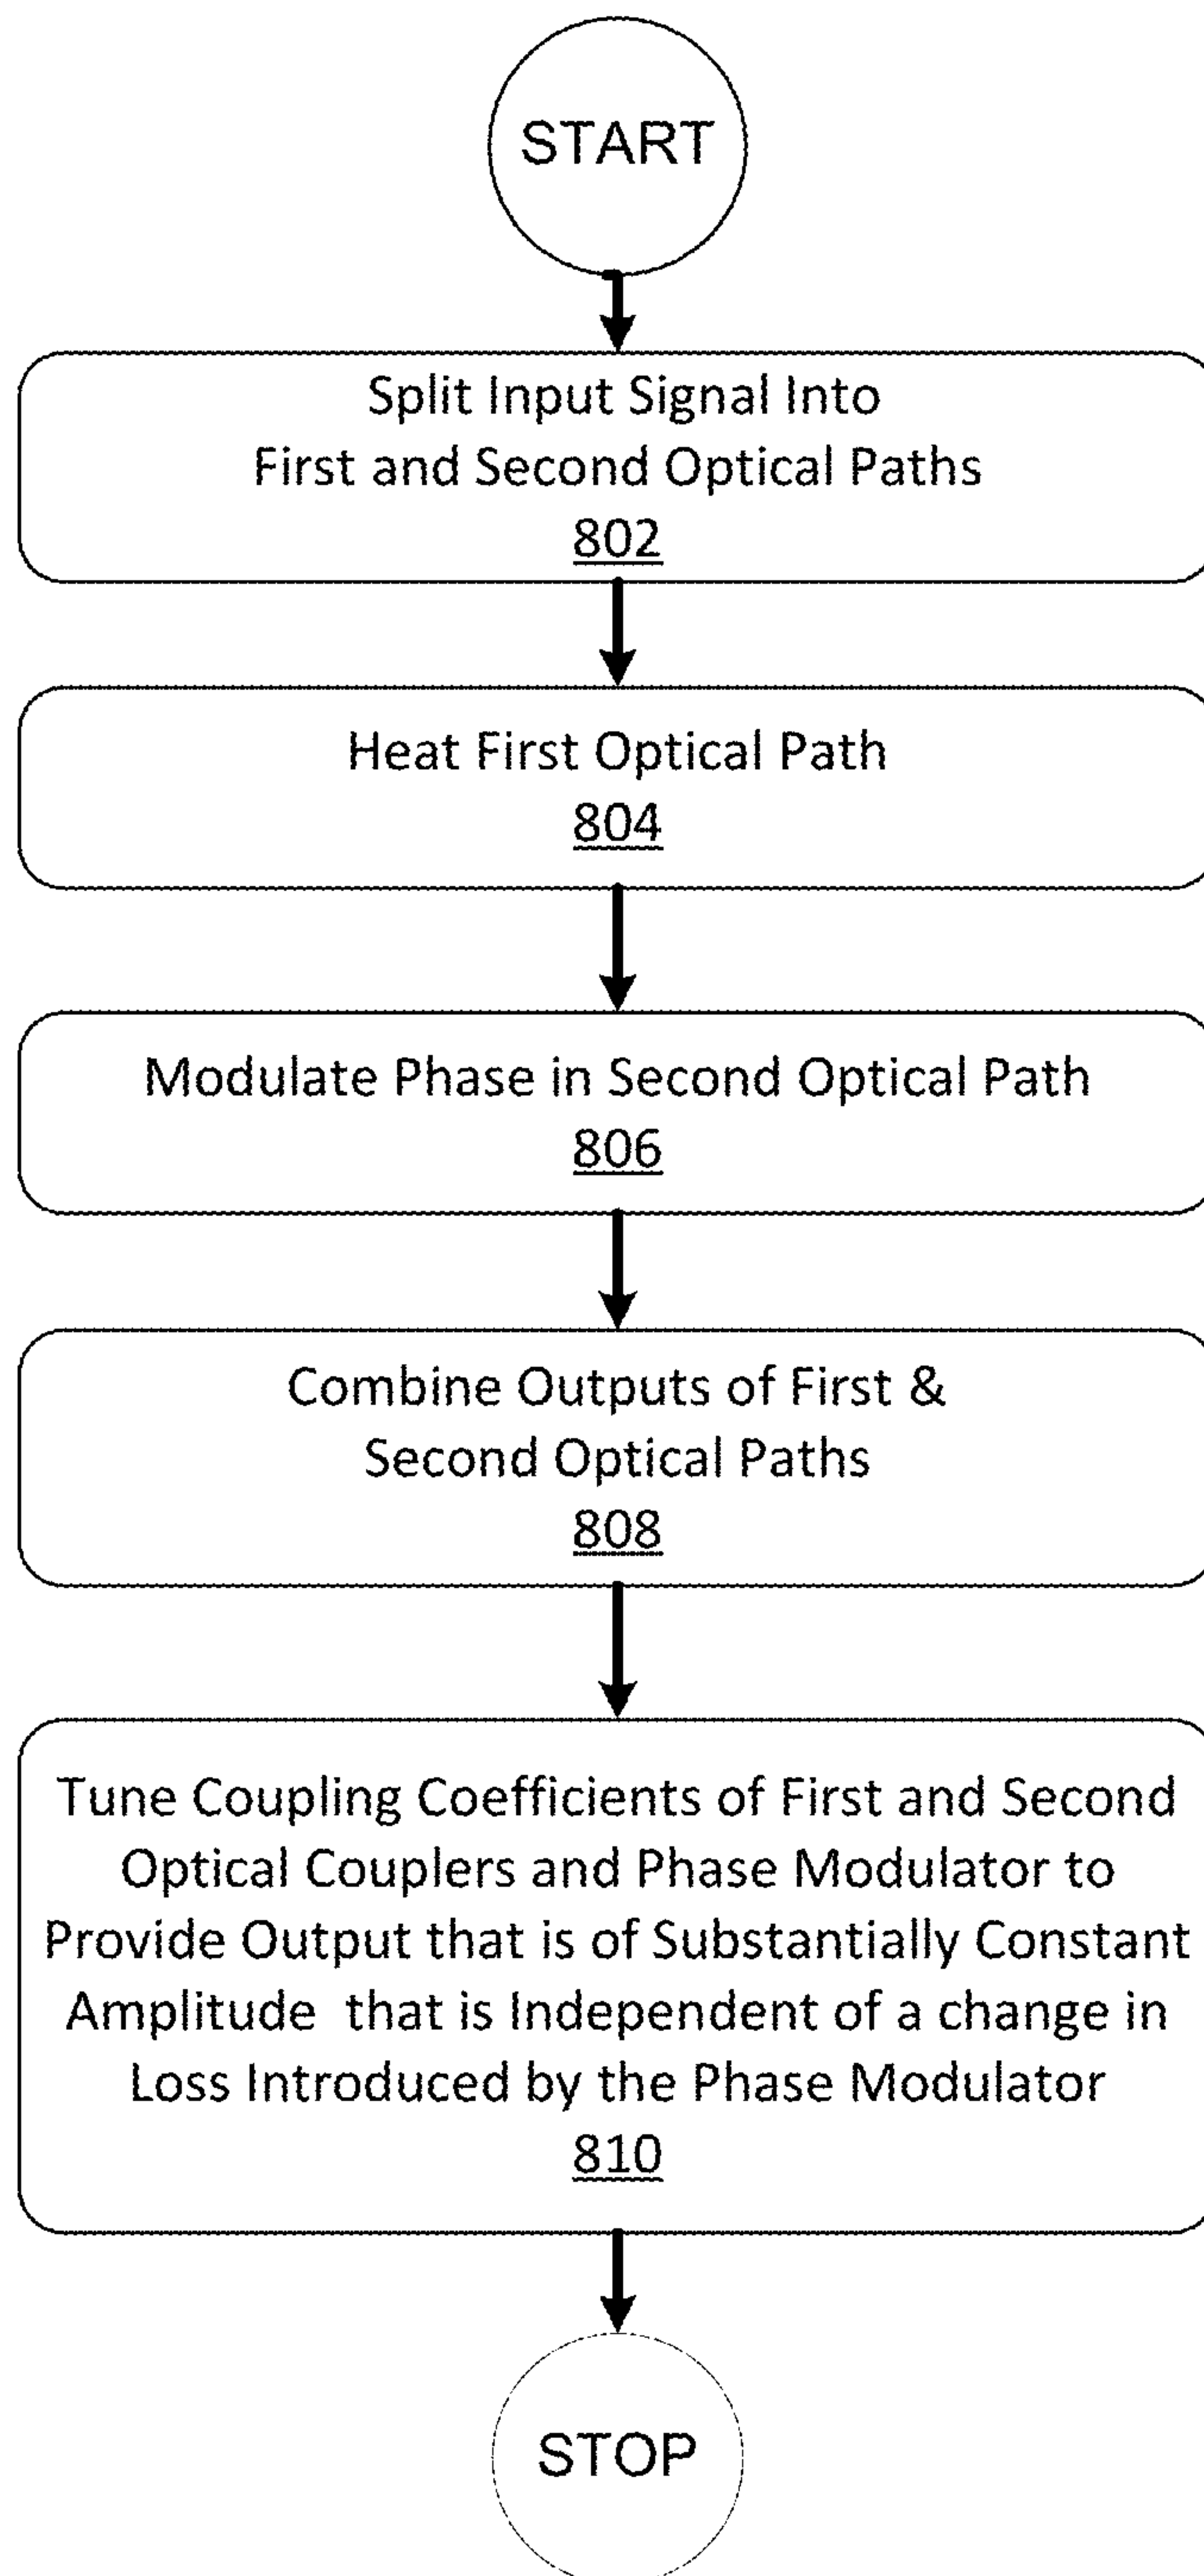 START
Split Input Signal Into
First and Second Optical Paths
802
Heat First Optical Path
804
Modulate Phase in Second Optical Path
806
Combine Outputs of First &
Second Optical Paths
808
Tune Coupling Coefficients of First and Second
Optical Couplers and Phase Modulator to
Provide Output that is of Substantially Constant
Amplitude that is Independent of a change in
Loss Introduced by the Phase Modulator
810
STOP